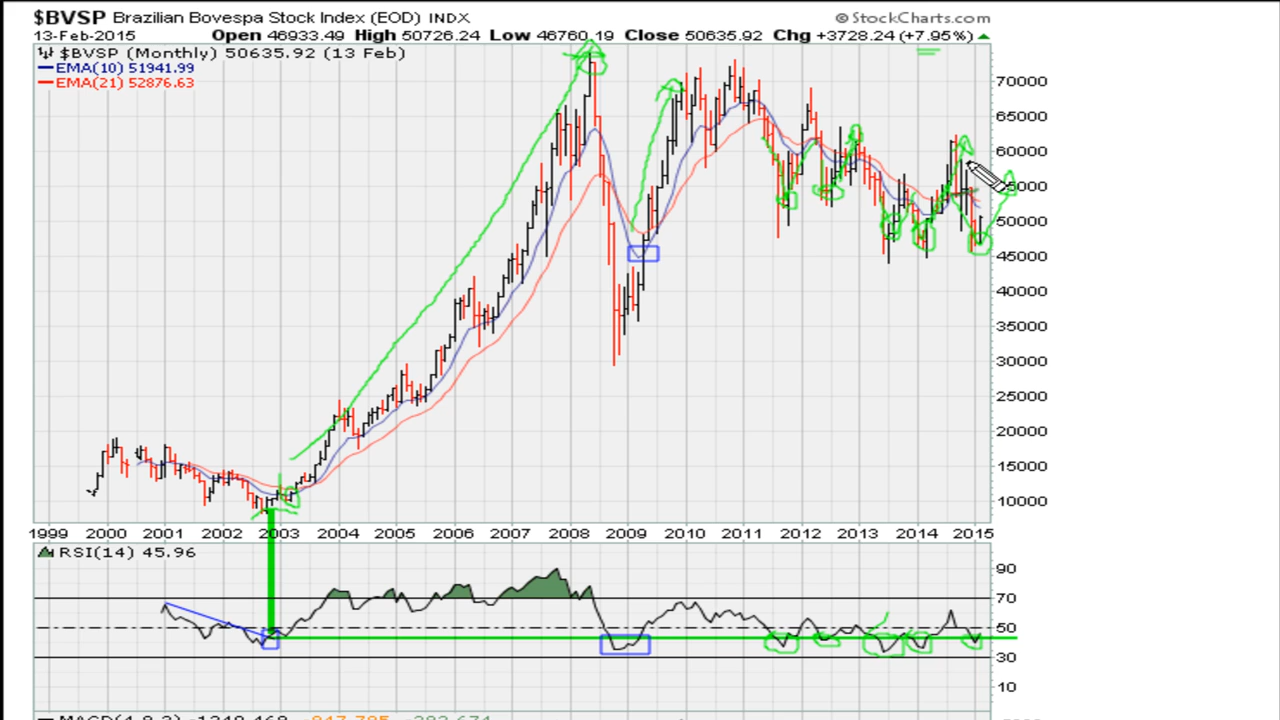 $BVSP Brazilian Bovespa Stock Index (EOD) INDX ©StockCharts.com
13-Feb-2015 Open 46933.49 High 50726.24 Low 46760.19 Close 50635.92 Chg +3728.24 (+7.95%)
$BVSP (Monthly) 50635.92 (13 Feb)
EMA(10) 51941.99
EMA(21) 52876.63
70000
65000
60000
55000
50000
45000
40000
35000
30000
25000
20000
15000
10000
1999 2000 2001 2002 2003 2004 2005 2006 2007 2008 2009 2010 2011 2012 2013 2014 2015
RSI(14) 45.96
90
70
50
30
10